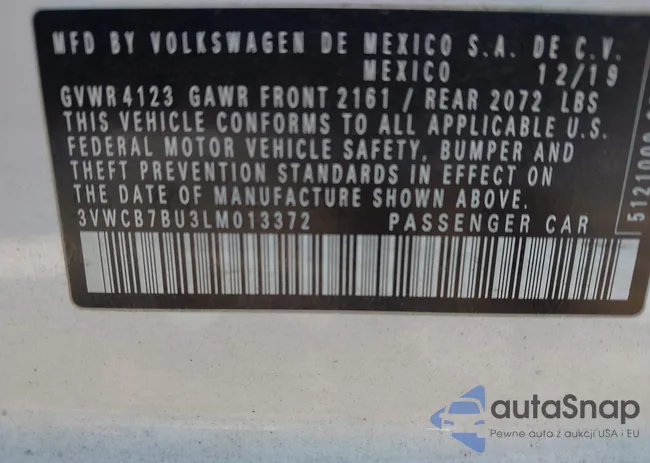 MFD BY VOLKSWAGEN DE MEXICO S.A. DE C.V.
MEXICO 12/19
GVWR 4123 GAWR FRONT 2161 / REAR 2072 LBS
THIS VEHICLE CONFORMS TO ALL APPLICABLE U.S.
FEDERAL MOTOR VEHICLE SAFETY, BUMPER AND
THEFT PREVENTION STANDARDS IN EFFECT ON
THE DATE OF MANUFACTURE SHOWN ABOVE.
3VWCB7BU3LM013372 PASSENGER CAR
autoSnap
Pewne auta z aukcji USA i EU